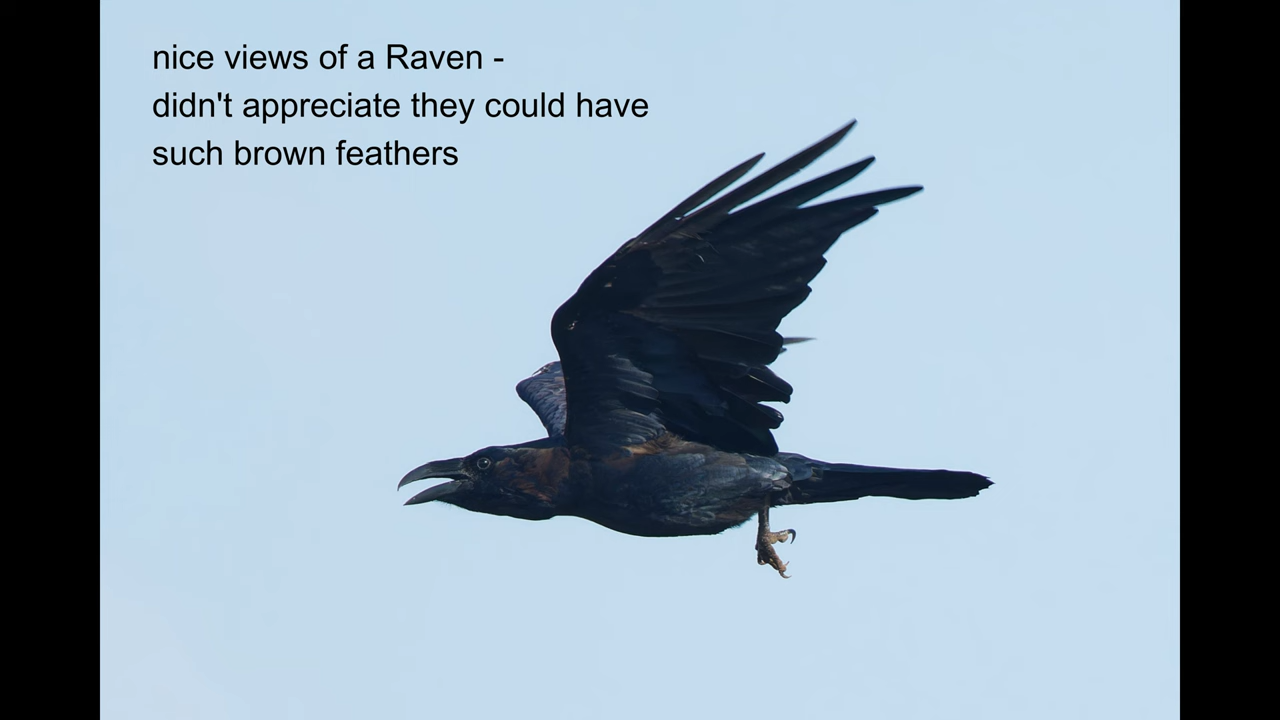 nice views of a Raven -
didn't appreciate they could have
such brown feathers